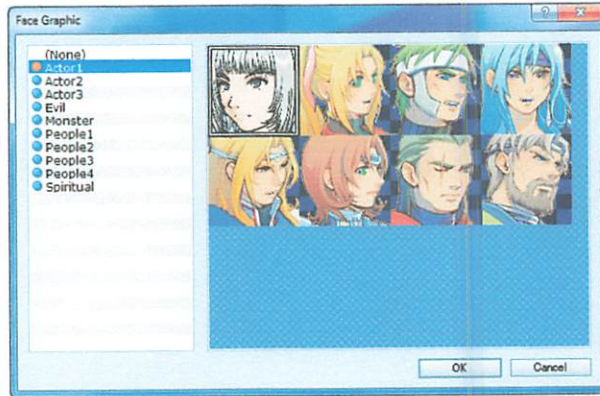 Face Graphic
(None)
Actor1
Actor2
Actor3
Evil
Monster
People1
People2
People3
People4
Spiritual
OK
Cancel